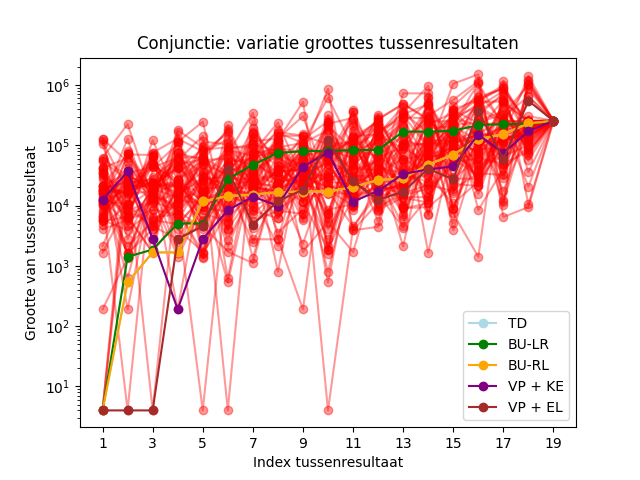 Conjunctie: variatie groottes tussenresultaten
Grootte van tussenresultaat
10^6
10^5
10^4
10^3
10^2
10^1
TD
BU-LR
BU-RL
VP + KE
VP + EL
1 3 5 7 9 11 13 15 17 19
Index tussenresultaat